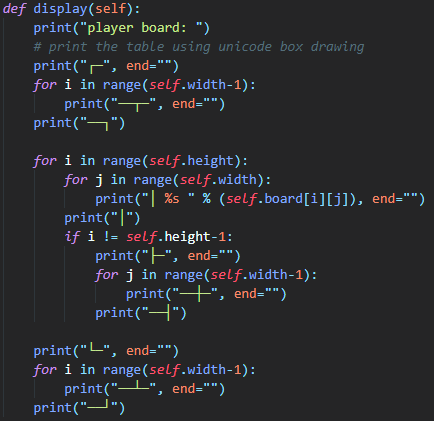 def display(self):
    print("player board: ")
    # print the table using unicode box drawing
    print("┌─", end="")
    for i in range(self.width-1):
        print("──┬─", end="")
    print("──┐")

    for i in range(self.height):
        for j in range(self.width):
            print("│ %s " % (self.board[i][j]), end="")
        print("│")
        if i != self.height-1:
            print("├─", end="")
            for j in range(self.width-1):
                print("──┼─", end="")
            print("──┤")

    print("└─", end="")
    for i in range(self.width-1):
        print("──┴─", end="")
    print("──┘")